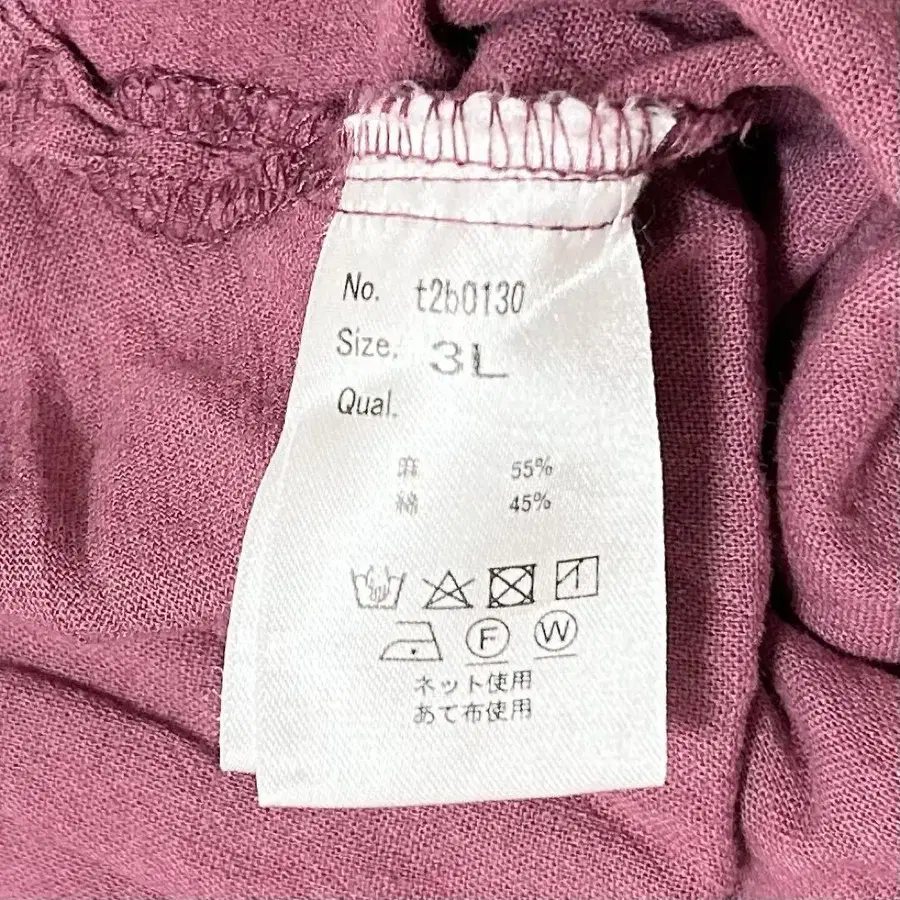 No. t2b0130
Size. 3L
Qual.
麻 55%
綿 45%
F W
ネット使用
あて布使用